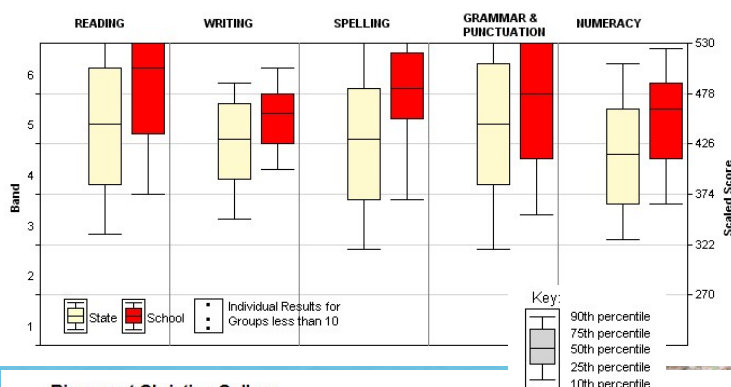 READING WRITING SPELLING GRAMMAR & PUNCTUATION NUMERACY
530
6
478
5
426
4
374
3
322
2
270
1
Band
Scaled Score
State School Individual Results for
Groups less than 10
Key:
90th percentile
75th percentile
50th percentile
25th percentile
10th percentile
Christian College